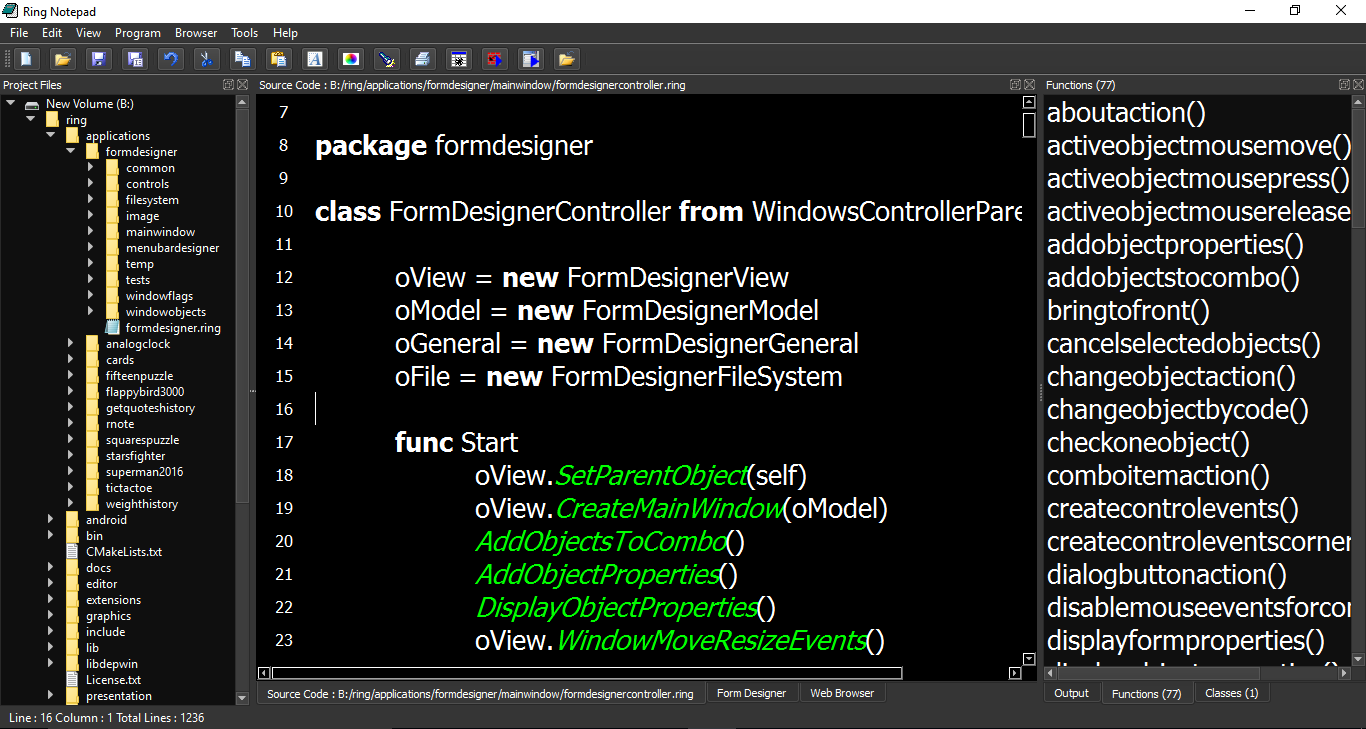 Ring Notepad
File Edit View Program Browser Tools Help
Project Files
New Volume (B:)
ring
applications
formdesigner
common
controls
filesystem
image
mainwindow
menubardesigner
temp
tests
windowflags
windowobjects
formdesigner.ring
analogclock
cards
fifteenpuzzle
flappybird3000
getquoteshistory
rnote
squarespuzzle
starsfighter
superman2016
tictactoe
weighthistory
android
bin
CMakeLists.txt
docs
editor
extensions
graphics
include
lib
libdepwin
License.txt
presentation
Source Code : B:/ring/applications/formdesigner/mainwindow/formdesignercontroller.ring
7
8 package formdesigner
9
10 class FormDesignerController from WindowsControllerPare
11
12 oView = new FormDesignerView
13 oModel = new FormDesignerModel
14 oGeneral = new FormDesignerGeneral
15 oFile = new FormDesignerFileSystem
16
17 func Start
18 oView.SetParentObject(self)
19 oView.CreateMainWindow(oModel)
20 AddObjectsToCombo()
21 AddObjectProperties()
22 DisplayObjectProperties()
23 oView.WindowMoveResizeEvents()
Source Code : B:/ring/applications/formdesigner/mainwindow/formdesignercontroller.ring Form Designer Web Browser
Functions (77)
aboutaction()
activeobjectmousemove()
activeobjectmousepress()
activeobjectmouserelease
addobjectproperties()
addobjectstocombo()
bringtofront()
cancelselectedobjects()
changeobjectaction()
changeobjectbycode()
checkoneobject()
comboitemaction()
createcontrolevents()
createcontroleventscorner
dialogbuttonaction()
disablemouseeventsforcor
displayformproperties()
Output Functions (77) Classes (1)
Line : 16 Column : 1 Total Lines : 1236